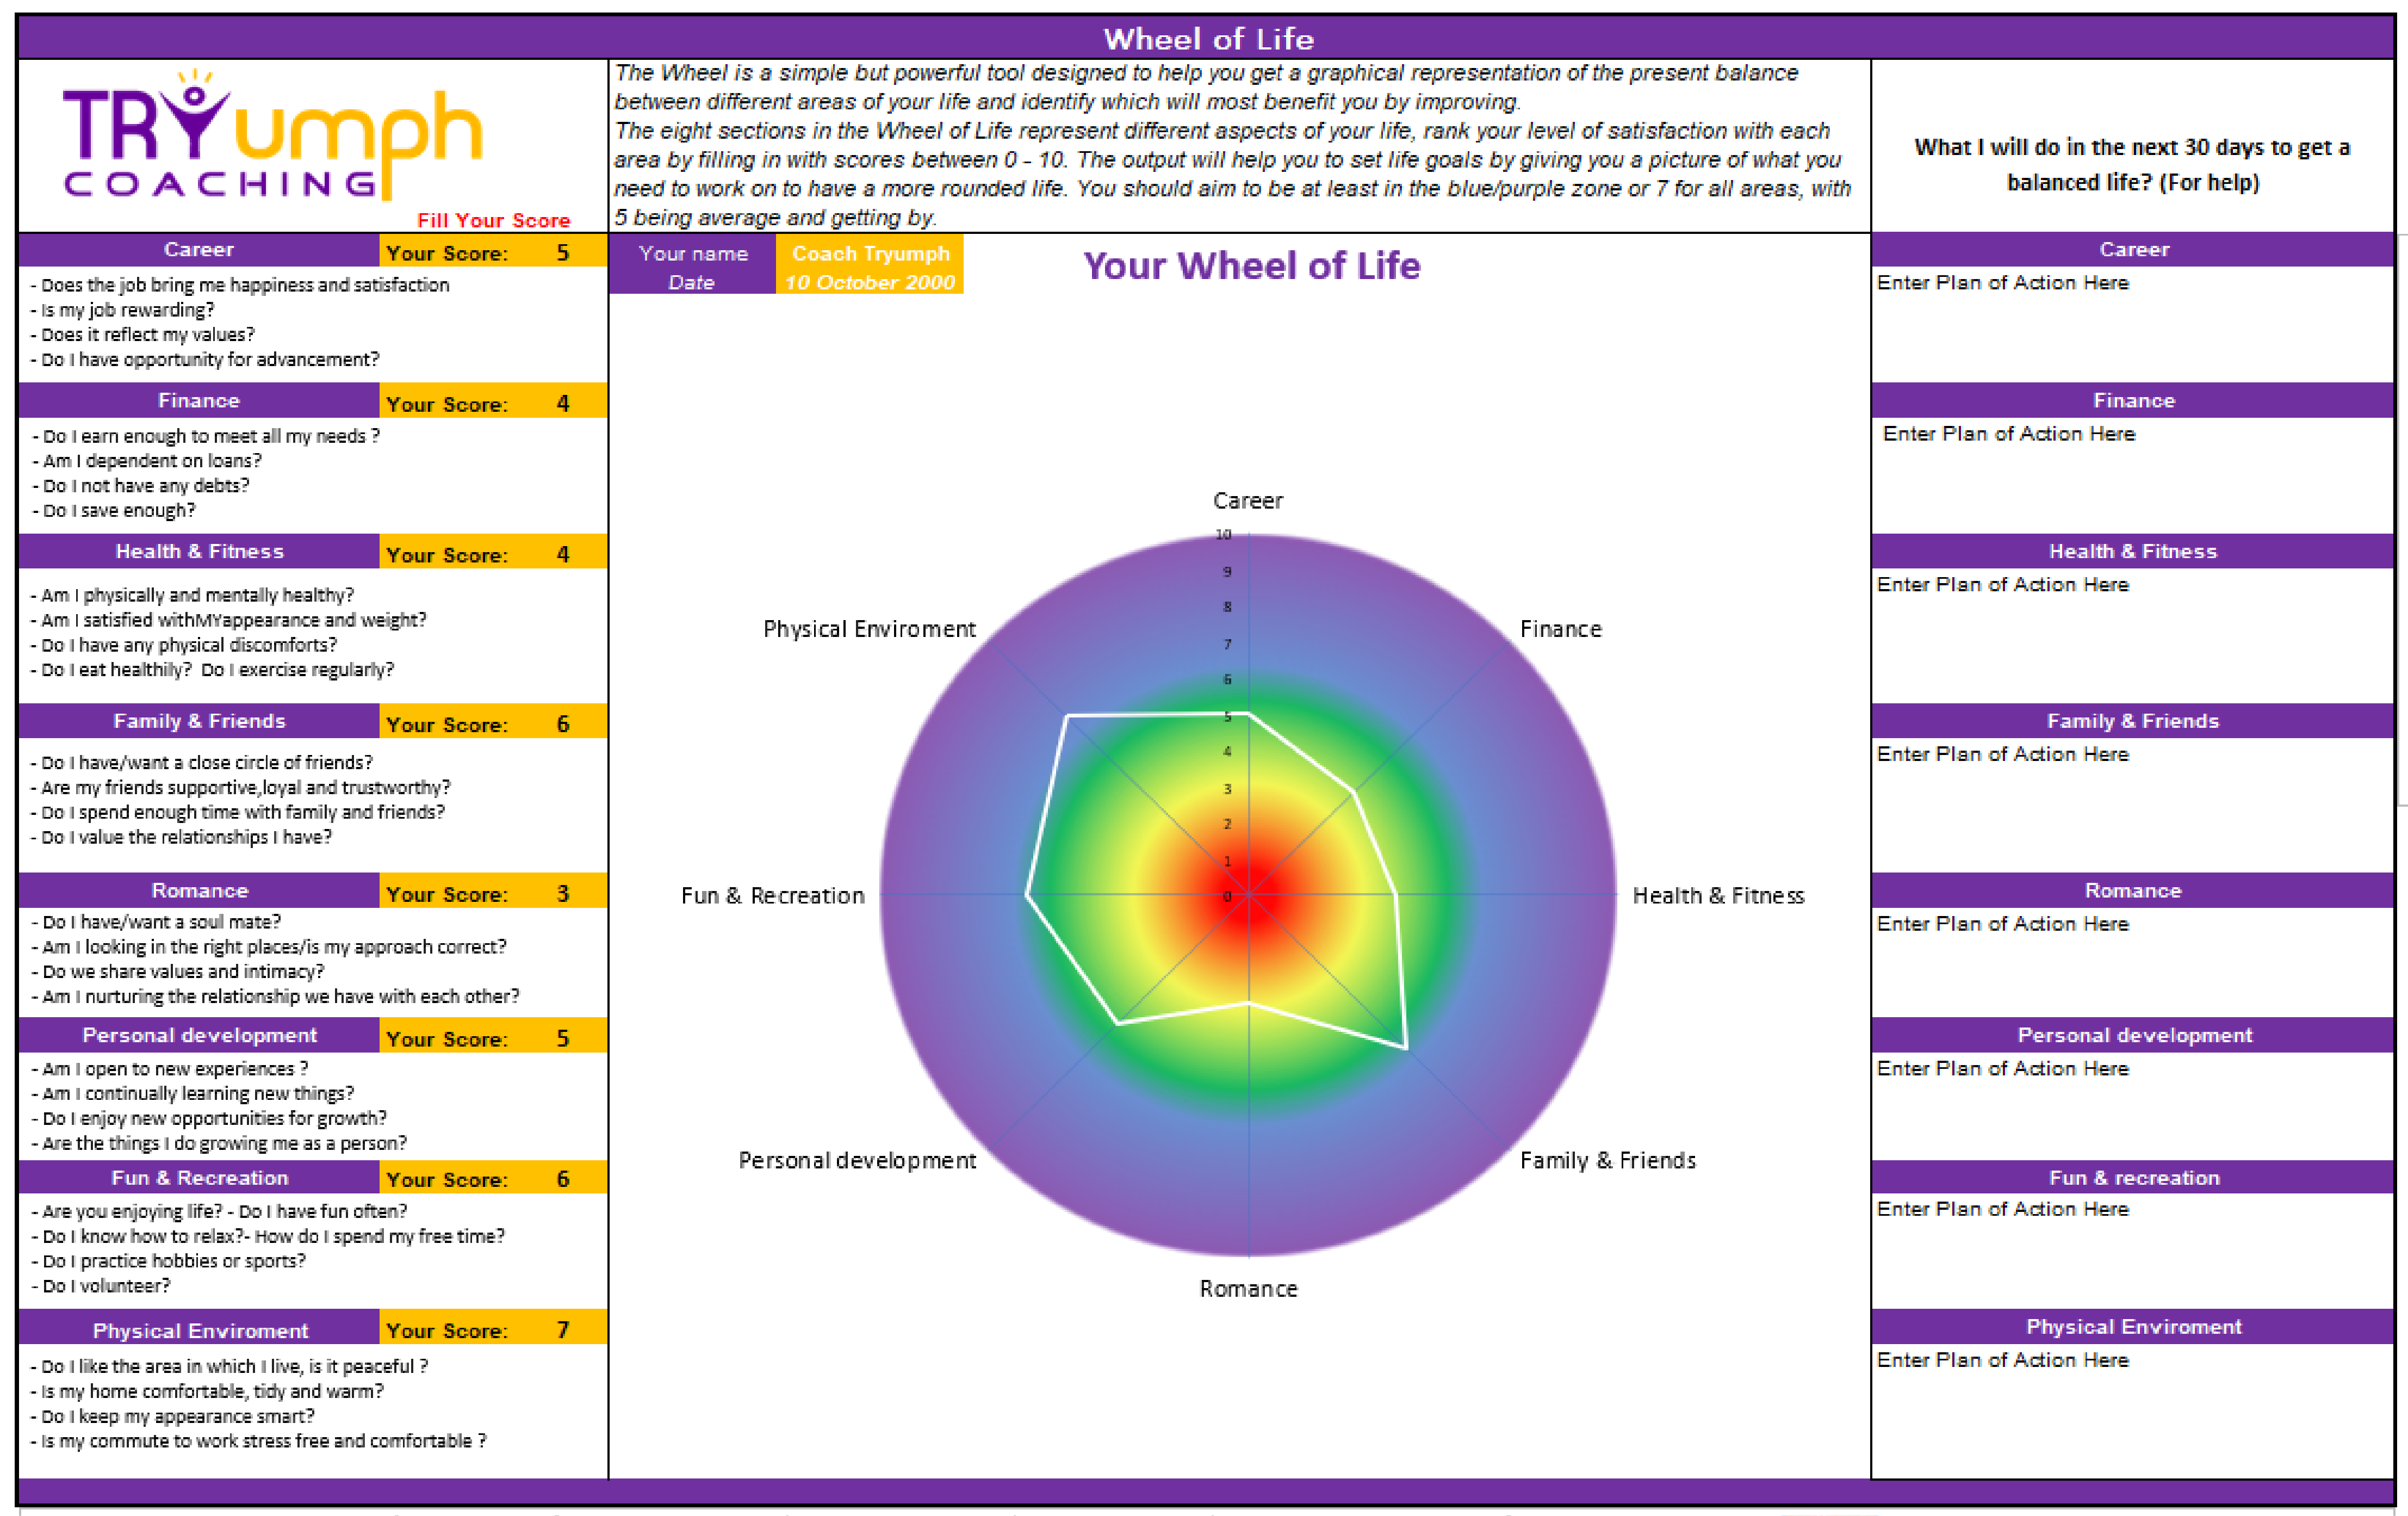 Wheel of Life
TRYumph
COACHING
Fill Your Score
The Wheel is a simple but powerful tool designed to help you get a graphical representation of the present balance
between different areas of your life and identify which will most benefit you by improving.
The eight sections in the Wheel of Life represent different aspects of your life, rank your level of satisfaction with each
area by filling in with scores between 0 - 10. The output will help you to set life goals by giving you a picture of what you
need to work on to have a more rounded life. You should aim to be at least in the blue/purple zone or 7 for all areas, with
5 being average and getting by.
What I will do in the next 30 days to get a
balanced life? (For help)
Career Your Score: 5
- Does the job bring me happiness and satisfaction
- Is my job rewarding?
- Does it reflect my values?
- Do I have opportunity for advancement?
Finance Your Score: 4
- Do I earn enough to meet all my needs ?
- Am I dependent on loans?
- Do I not have any debts?
- Do I save enough?
Health & Fitness Your Score: 4
- Am I physically and mentally healthy?
- Am I satisfied withMYappearance and weight?
- Do I have any physical discomforts?
- Do I eat healthily? Do I exercise regularly?
Family & Friends Your Score: 6
- Do I have/want a close circle of friends?
- Are my friends supportive,loyal and trustworthy?
- Do I spend enough time with family and friends?
- Do I value the relationships I have?
Romance Your Score: 3
- Do I have/want a soul mate?
- Am I looking in the right places/is my approach correct?
- Do we share values and intimacy?
- Am I nurturing the relationship we have with each other?
Personal development Your Score: 5
- Am I open to new experiences ?
- Am I continually learning new things?
- Do I enjoy new opportunities for growth?
- Are the things I do growing me as a person?
Fun & Recreation Your Score: 6
- Are you enjoying life? - Do I have fun often?
- Do I know how to relax?- How do I spend my free time?
- Do I practice hobbies or sports?
- Do I volunteer?
Physical Enviroment Your Score: 7
- Do I like the area in which I live, is it peaceful ?
- Is my home comfortable, tidy and warm?
- Do I keep my appearance smart?
- Is my commute to work stress free and comfortable ?
Your name Coach Tryumph
Date 10 October 2000
Your Wheel of Life
Career
10
9
8
7
6
5
4
3
2
1
0
Physical Enviroment
Finance
Fun & Recreation
Health & Fitness
Personal development
Family & Friends
Romance
Career
Enter Plan of Action Here
Finance
Enter Plan of Action Here
Health & Fitness
Enter Plan of Action Here
Family & Friends
Enter Plan of Action Here
Romance
Enter Plan of Action Here
Personal development
Enter Plan of Action Here
Fun & recreation
Enter Plan of Action Here
Physical Enviroment
Enter Plan of Action Here